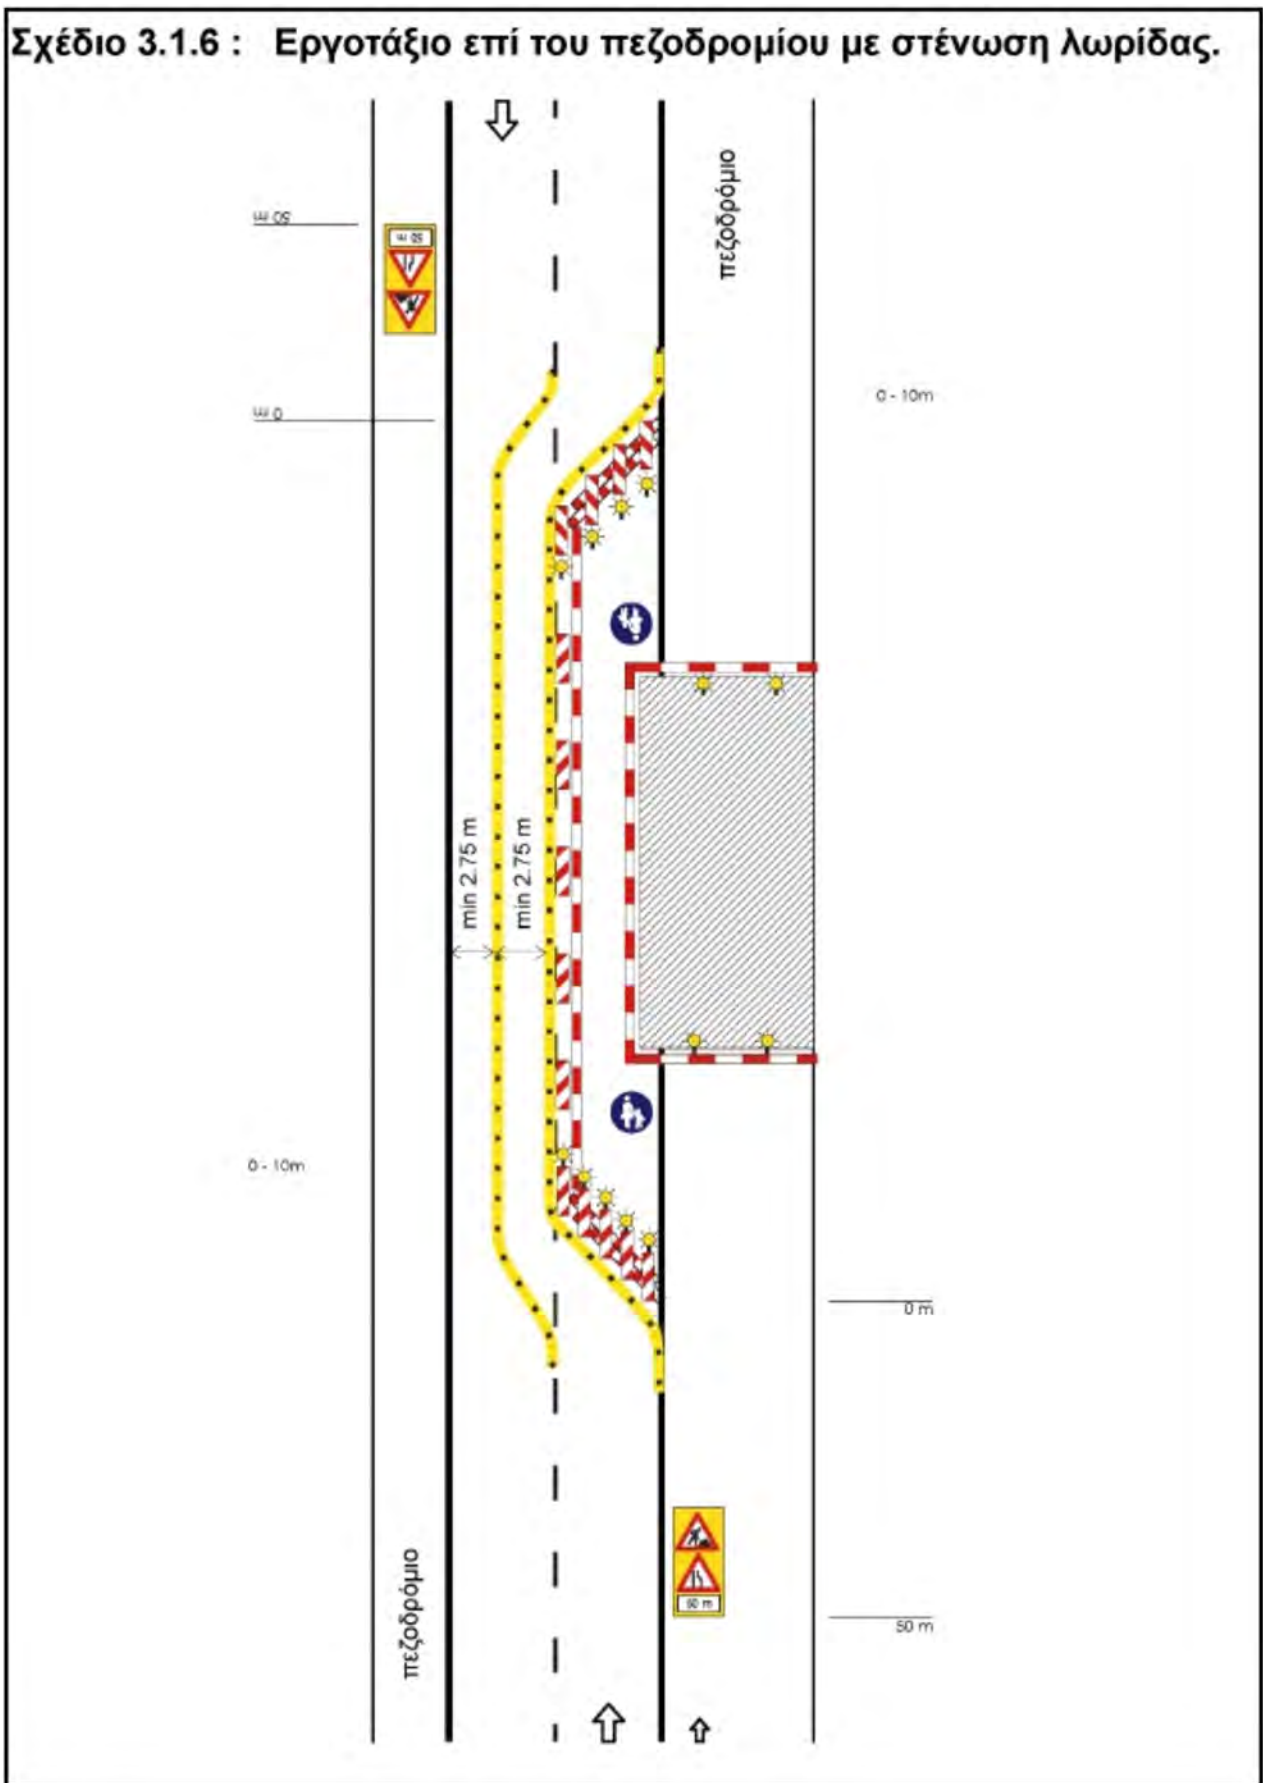 Σχέδιο 3.1.6 : Εργοτάξιο επί του πεζοδρομίου με στένωση λωρίδας.
πεζοδρόμιο
50 m
50 m
0 - 10m
0 m
min 2.75 m
min 2.75 m
0 - 10m
0 m
πεζοδρόμιο
50 m
50 m